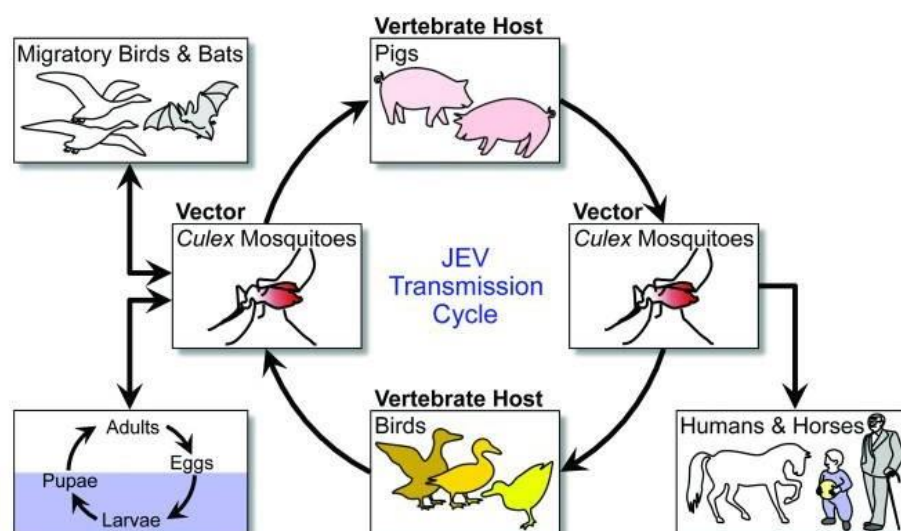 Migratory Birds & Bats
Vertebrate Host
Pigs
Vector
Culex Mosquitoes
JEV
Transmission
Cycle
Vector
Culex Mosquitoes
Adults
Eggs
Pupae
Larvae
Vertebrate Host
Birds
Humans & Horses